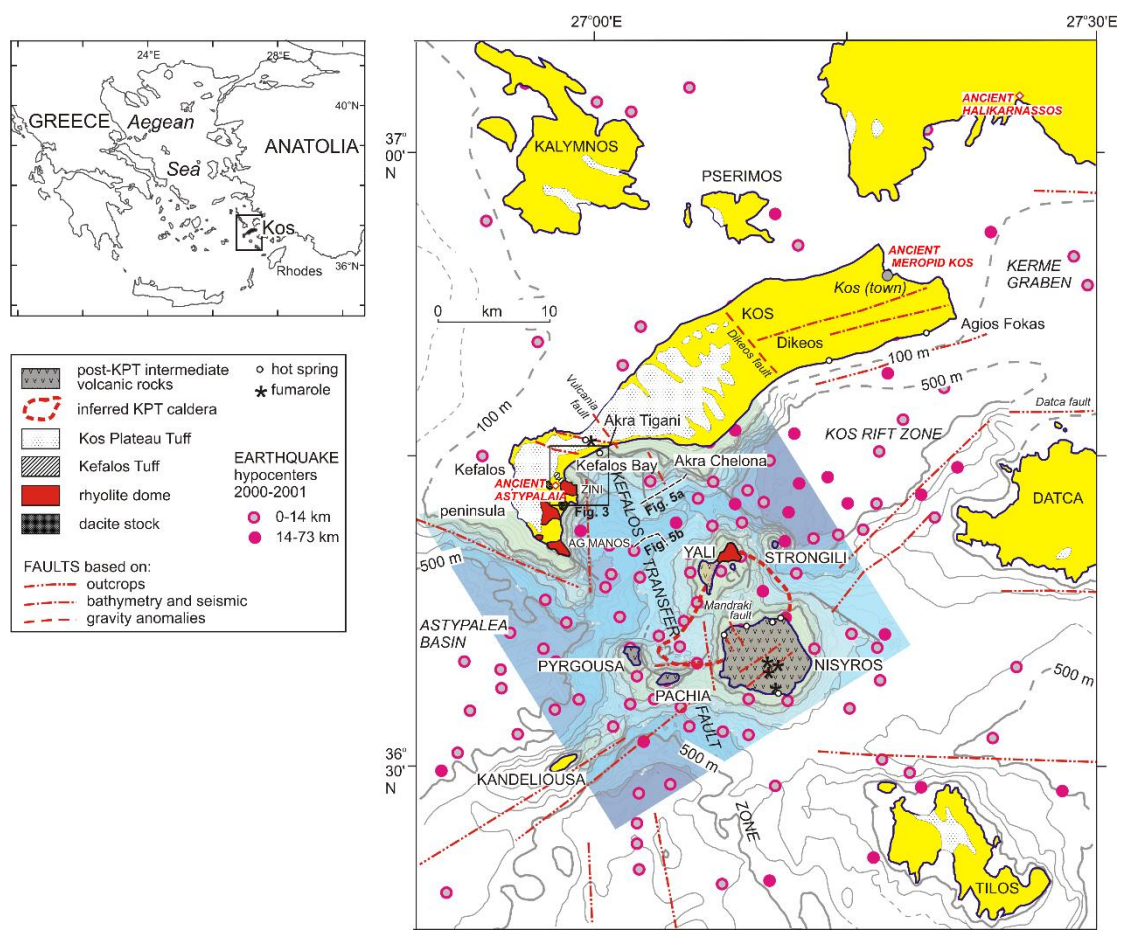 24°E
28°E
40°N
GREECE
Aegean
Sea
ANATOLIA
Kos
Rhodes
36°N
post-KPT intermediate
volcanic rocks
inferred KPT caldera
Kos Plateau Tuff
Kefalos Tuff
rhyolite dome
dacite stock
hot spring
fumarole
EARTHQUAKE
hypocenters
2000-2001
0-14 km
14-73 km
FAULTS based on:
outcrops
bathymetry and seismic
gravity anomalies
27°00'E
27°'30'E
37°
00'
N
36°
30'
N
KALYMNOS
PSERIMOS
ANCIENT
HALIKARNASSOS
ANCIENT
MEROPID KOS
Kos (town)
KERME
GRABEN
0
km
10
KOS
Dikeos
Dikeos fault
Agios Fokas
100 m
500 m
100 m
Vulcania
fault
Akra Tigani
Datca fault
KOS RIFT ZONE
Kefalos
peninsula
ANCIENT
ASTYPALAIA
Kefalos Bay
Akra Chelona
ZINI
Fig. 3
Fig. 5a
AG.MANOS
Fig. 5b
KEFALOS
TRANSFER
FAULT
ZONE
DATCA
500 m
YALI
STRONGILI
Mandraki
fault
ASTYPALEA
BASIN
PYRGOUSA
PACHIA
NISYROS
500 m
500 m
KANDELIOUSA
TILOS